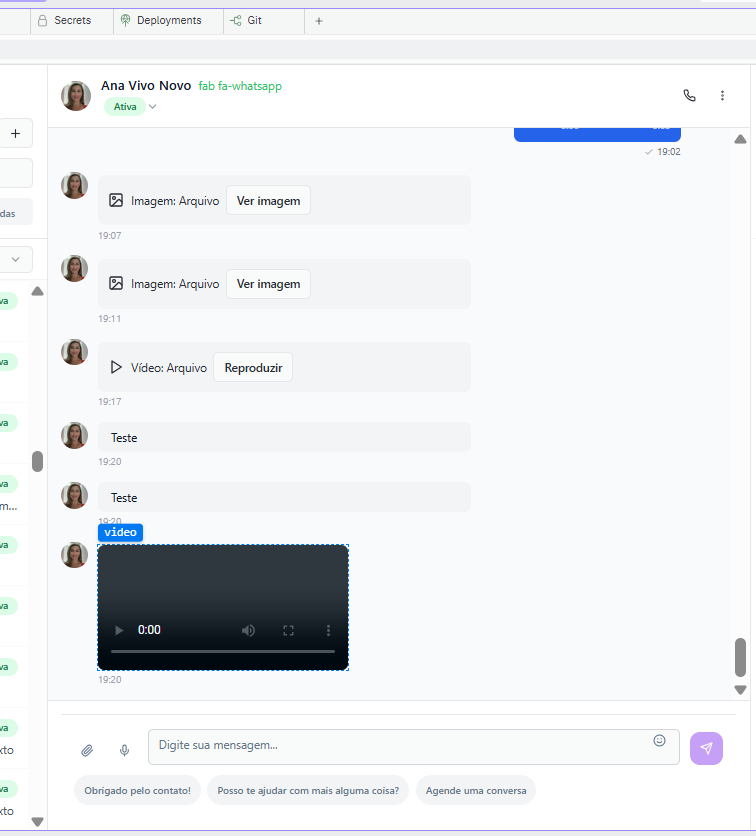 Secrets
Deployments
Git
+
Ana Vivo Novo fab fa-whatsapp
Ativa
19:02
Imagem: Arquivo Ver imagem
19:07
Imagem: Arquivo Ver imagem
19:11
Vídeo: Arquivo Reproduzir
19:17
Teste
19:20
Teste
19:20
video
0:00
19:20
+
das
va
va
va
va
m...
va
va
va
va
xto
va
xto
Digite sua mensagem...
Obrigado pelo contato!
Posso te ajudar com mais alguma coisa?
Agende uma conversa